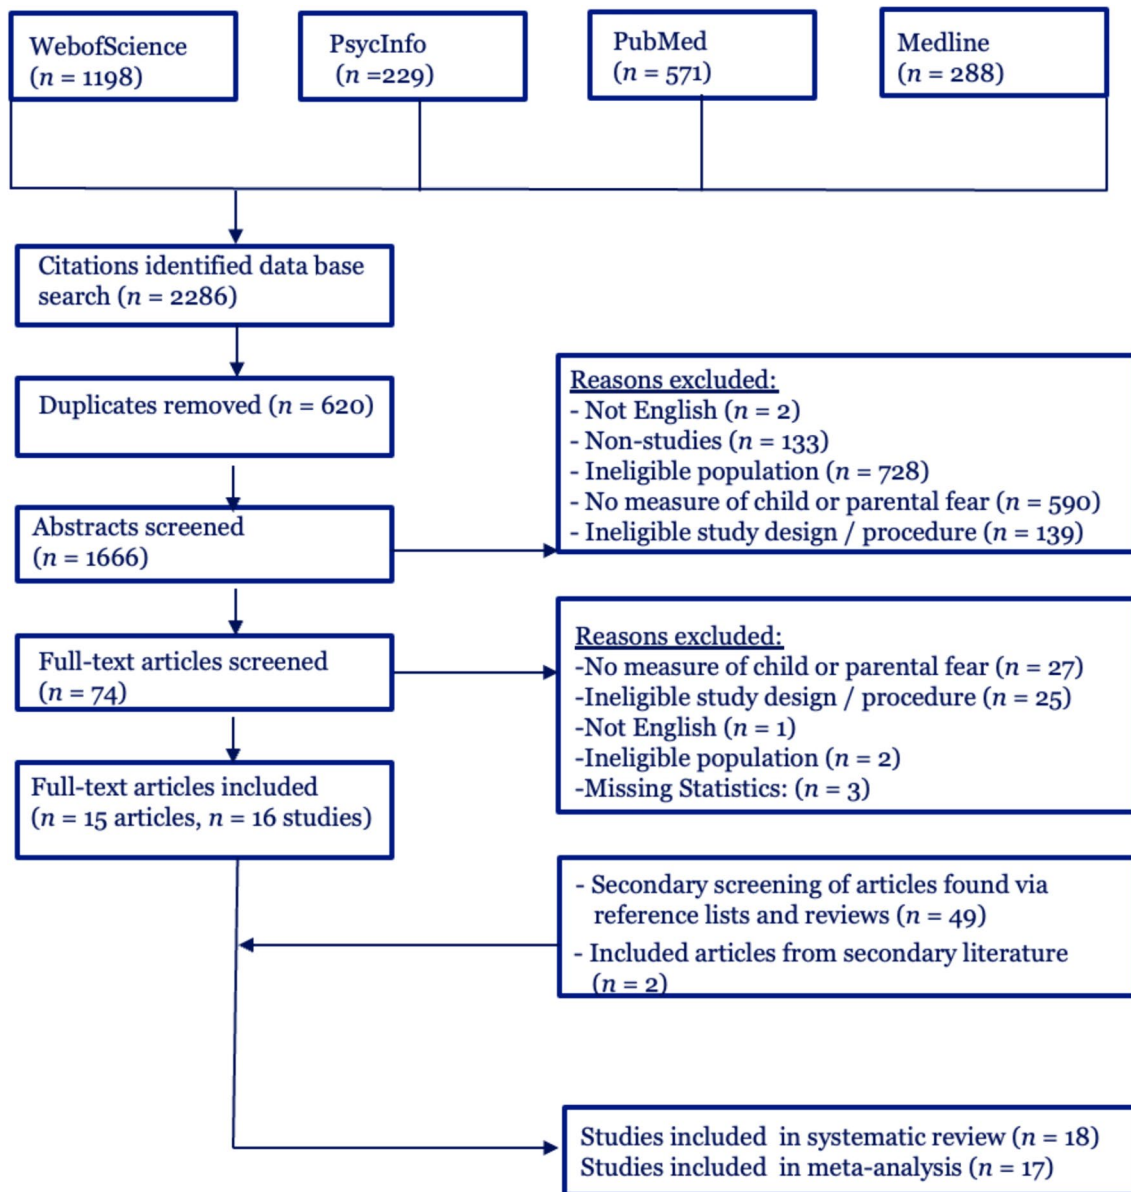 WebofScience
(n = 1198)
PsycInfo
(n =229)
PubMed
(n = 571)
Medline
(n = 288)
Citations identified data base
search (n = 2286)
Duplicates removed (n = 620)
Abstracts screened
(n = 1666)
Reasons excluded:
- Not English (n = 2)
- Non-studies (n = 133)
- Ineligible population (n = 728)
- No measure of child or parental fear (n = 590)
- Ineligible study design / procedure (n = 139)
Full-text articles screened
(n = 74)
Reasons excluded:
-No measure of child or parental fear (n = 27)
-Ineligible study design / procedure (n = 25)
-Not English (n = 1)
-Ineligible population (n = 2)
-Missing Statistics: (n = 3)
Full-text articles included
(n = 15 articles, n = 16 studies)
- Secondary screening of articles found via
reference lists and reviews (n = 49)
- Included articles from secondary literature
(n = 2)
Studies included in systematic review (n = 18)
Studies included in meta-analysis (n = 17)